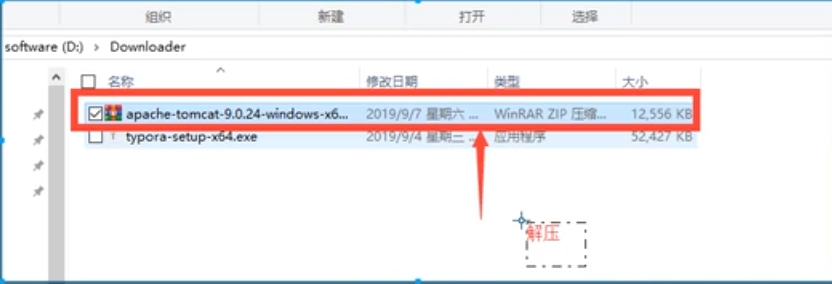 组织 新建 打开 选择
software (D:) > Downloader
名称 修改日期 类型 大小
apache-tomcat-9.0.24-windows-x6... 2019/9/7 星期六 ... WinRAR ZIP 压缩... 12,556 KB
typora-setup-x64.exe 2019/9/4 星期三 ... 应用程序 52,427 KB
解压